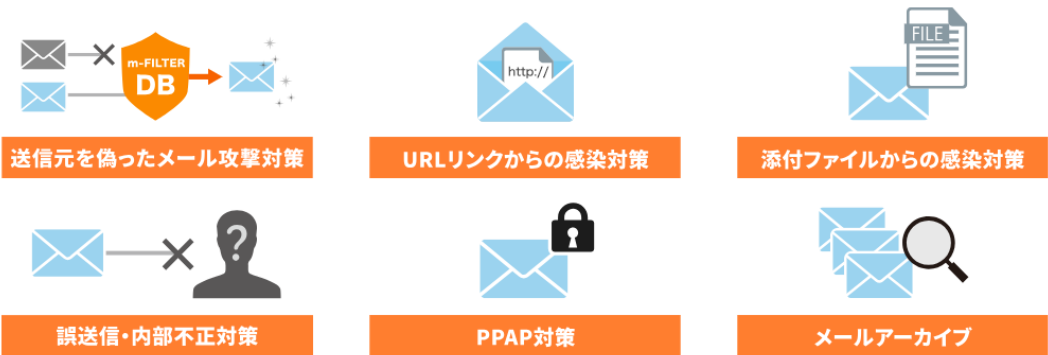 m-FILTER
DB
http://
FILE
送信元を偽ったメール攻撃対策
URLリンクからの感染対策
添付ファイルからの感染対策
?
誤送信・内部不正対策
PPAP対策
メールアーカイブ